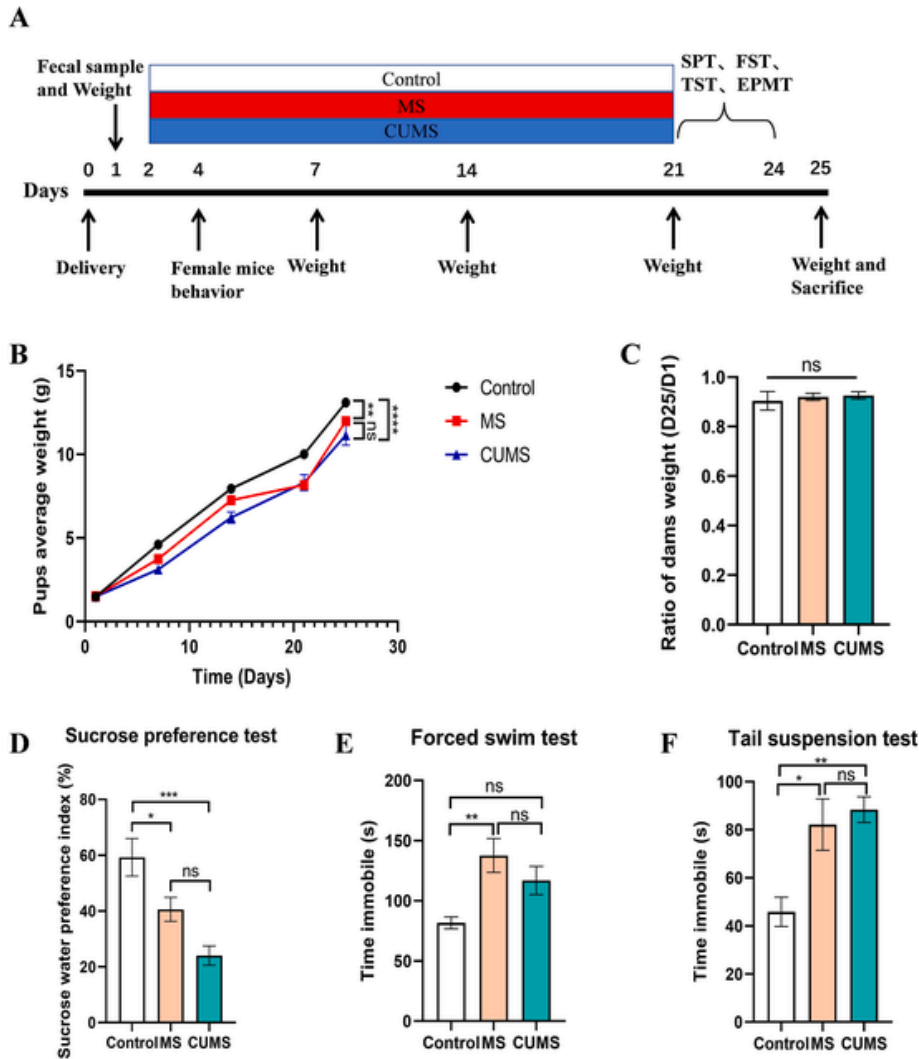 A
Fecal sample
and Weight
Control
MS
CUMS
SPT、FST、
TST、EPMT
0 1 2 4 7 14 21 24 25
Days
Delivery
Female mice
behavior
Weight
Weight
Weight
Weight and
Sacrifice
B
Pups average weight (g)
15
10
5
0
0 10 20 30
Time (Days)
Control
MS
CUMS
**
ns
****
C
Ratio of dams weight (D25/D1)
ns
1.0
0.8
0.6
0.4
0.2
0.0
Control MS CUMS
D
Sucrose preference test
Sucrose water preference index (%)
80
60
40
20
0
***
*
ns
Control MS CUMS
E
Forced swim test
Time immobile (s)
200
150
100
50
0
ns
**
ns
Control MS CUMS
F
Tail suspension test
Time immobile (s)
100
80
60
40
20
0
**
*
ns
Control MS CUMS